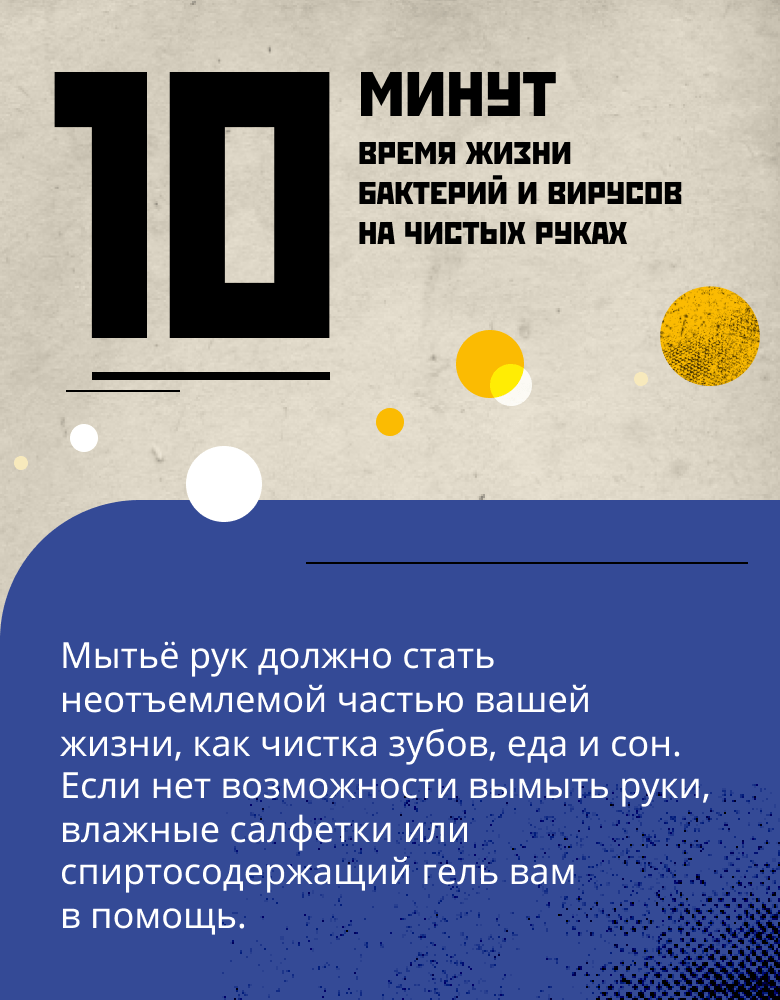 10
МИНУТ
ВРЕМЯ ЖИЗНИ
БАКТЕРИЙ И ВИРУСОВ
НА ЧИСТЫХ РУКАХ
Мытьё рук должно стать
неотъемлемой частью вашей
жизни, как чистка зубов, еда и сон.
Если нет возможности вымыть руки,
влажные салфетки или
спиртосодержащий гель вам
в помощь.